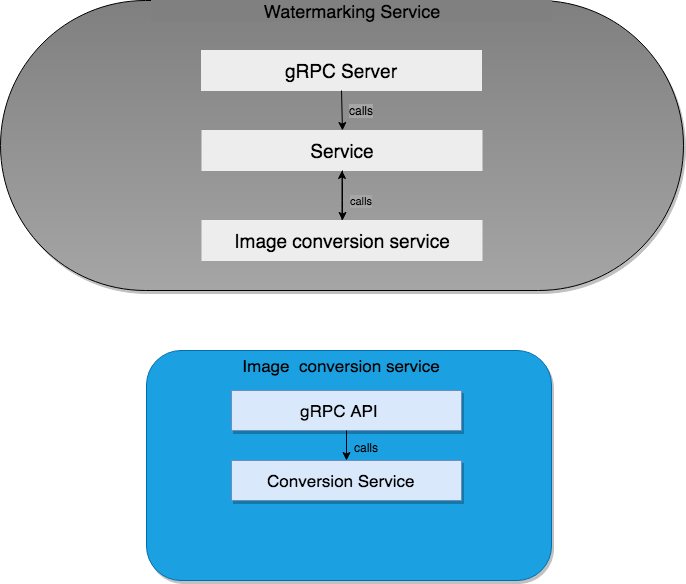 Watermarking Service
gRPC Server
calls
Service
calls
Image conversion service
Image  conversion service
gRPC API
calls
Conversion Service